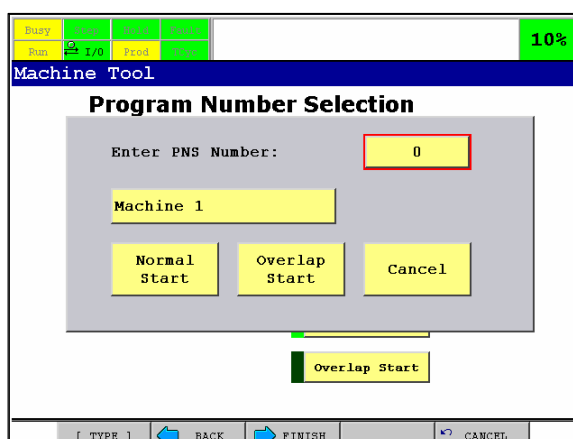 Busy Step Hold Fault
Run I/O Prod TCyc
10%
Machine Tool
Program Number Selection
Enter PNS Number: 0
Machine 1
Normal Start
Overlap Start
Cancel
Overlap Start
[ TYPE ] BACK FINISH CANCEL